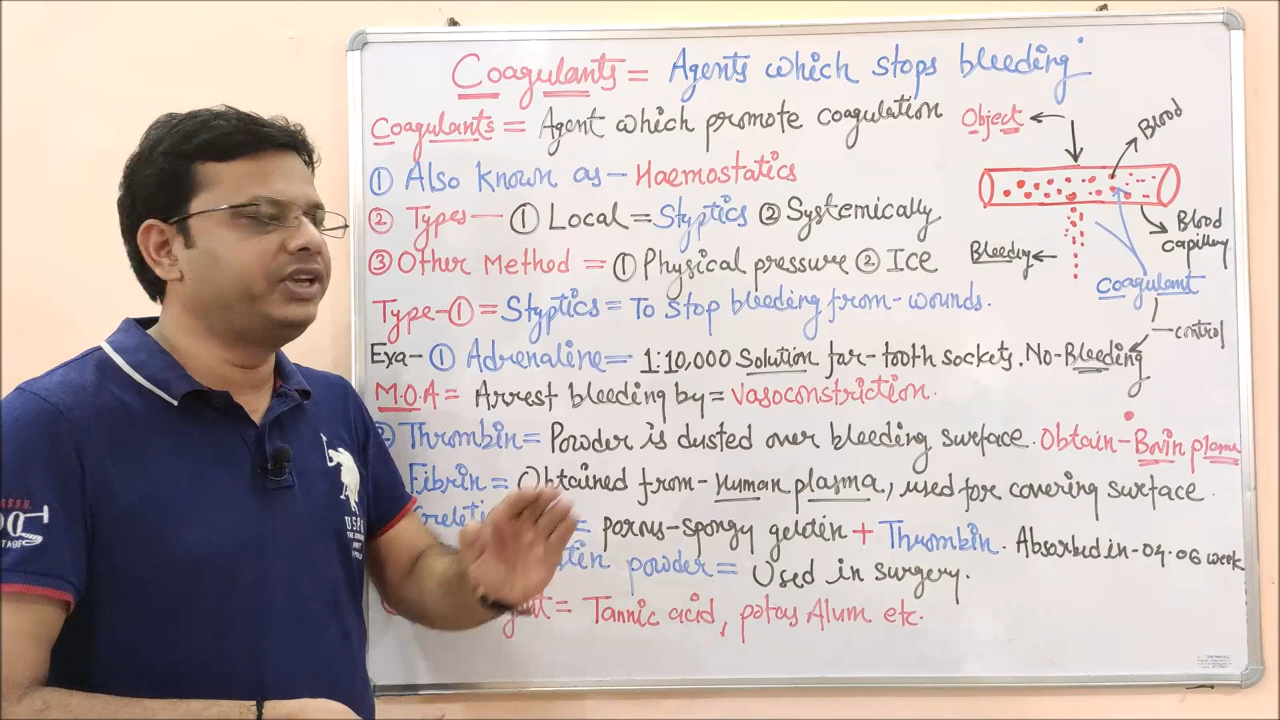 Coagulants = Agents which stops bleeding
Coagulants = Agent which promote coagulation
① Also known as - Haemostatics
② Types — ① Local = Styptics ② Systemically
③ Other Method = ① Physical pressure ② Ice
Type-① = Styptics = To stop bleeding from-wounds.
Exa- ① Adrenaline = 1:10,000 Solution for-tooth sockets. No-Bleeding
M.O.A = Arrest bleeding by = vasoconstriction.
② Thrombin = Powder is dusted over bleeding surface. Obtain-Bovin plasma
Fibrin = Obtained from-Human plasma, used for covering surface.
= porus-spongy geletin + Thrombin. Absorbed in-04-06 week
powder = Used in surgery.
= Tannic acid, potas Alum etc.
Object
Blood
Blood capillary
Bleeding
Coagulant
control